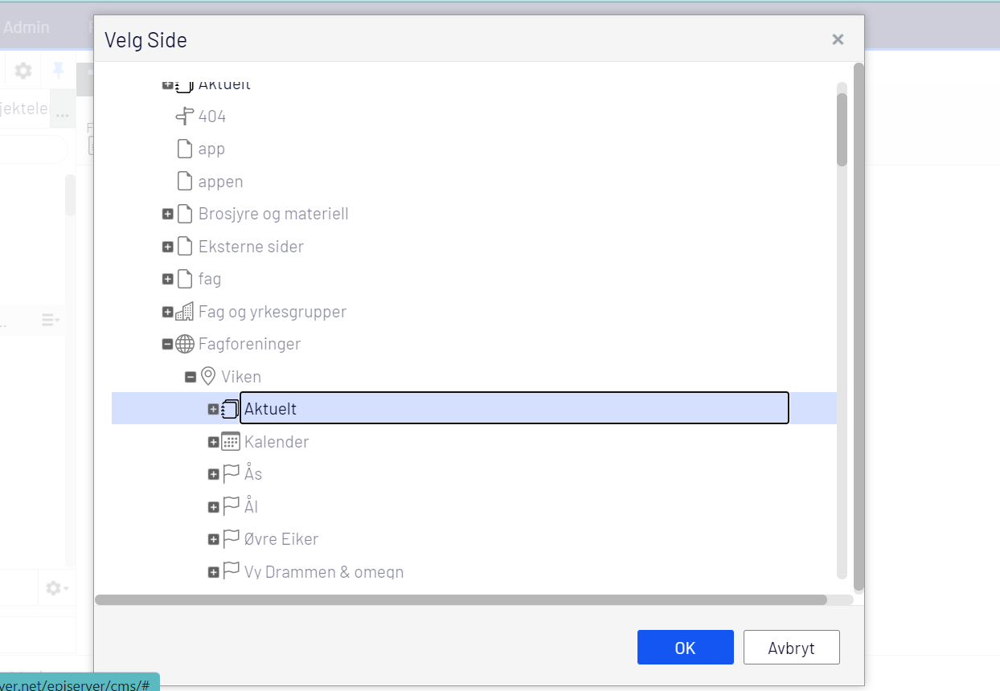 Admin
Velg Side
Aktuelt
404
jektele
...
app
appen
Brosjyre og materiell
Eksterne sider
fag
Fag og yrkesgrupper
Fagforeninger
Viken
Aktuelt
Kalender
Ås
Ål
Øvre Eiker
Vy Drammen & omegn
OK
Avbryt
ver.net/episerver/cms/#